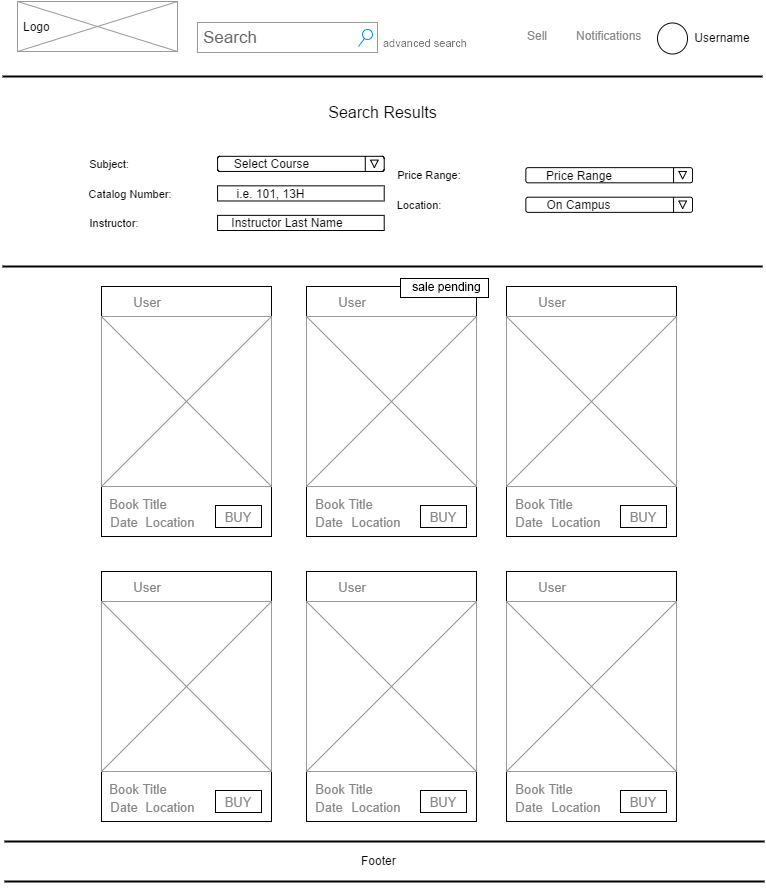 Logo
Search
advanced search
Sell
Notifications
Username
Search Results
Subject:
Select Course
Catalog Number:
i.e. 101, 13H
Instructor:
Instructor Last Name
Price Range:
Price Range
Location:
On Campus
User
Book Title
Date Location
BUY
User
sale pending
Book Title
Date Location
BUY
User
Book Title
Date Location
BUY
User
Book Title
Date Location
BUY
User
Book Title
Date Location
BUY
User
Book Title
Date Location
BUY
Footer